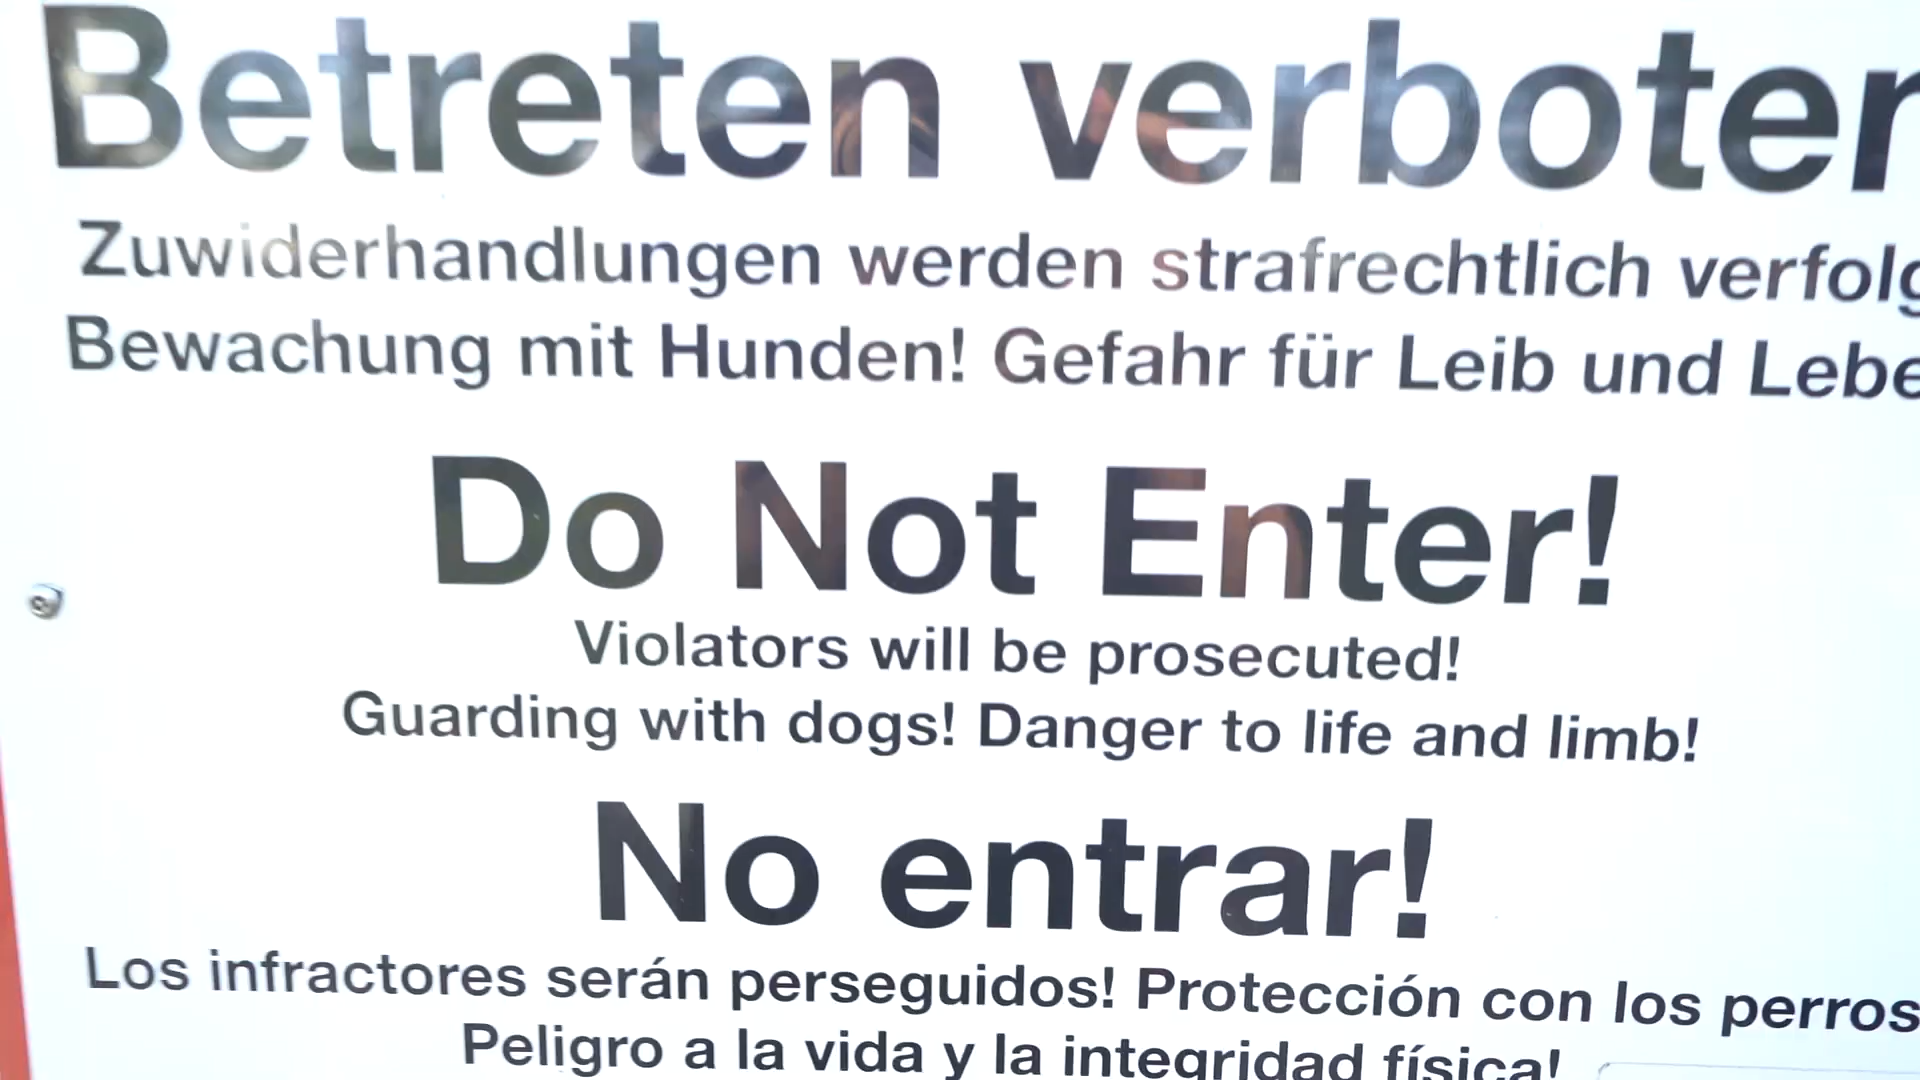 Betreten verboten
Zuwiderhandlungen werden strafrechtlich verfolg
Bewachung mit Hunden! Gefahr für Leib und Lebe
Do Not Enter!
Violators will be prosecuted!
Guarding with dogs! Danger to life and limb!
No entrar!
Los infractores serán perseguidos! Protección con los perros
Peligro a la vida y la integridad física!